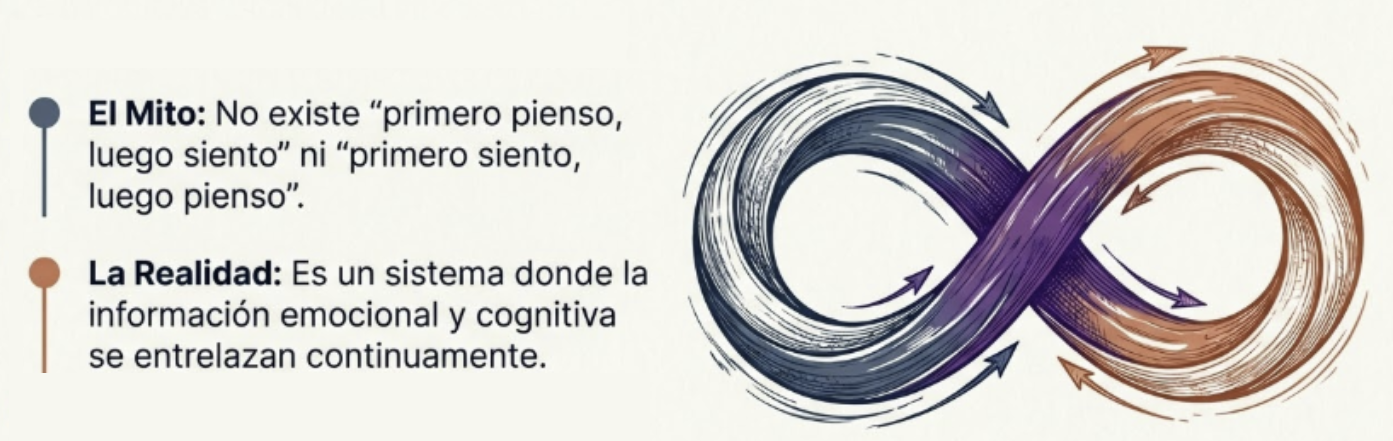 El Mito: No existe “primero pienso,
luego siento” ni “primero siento,
luego pienso”.
La Realidad: Es un sistema donde la
información emocional y cognitiva
se entrelazan continuamente.